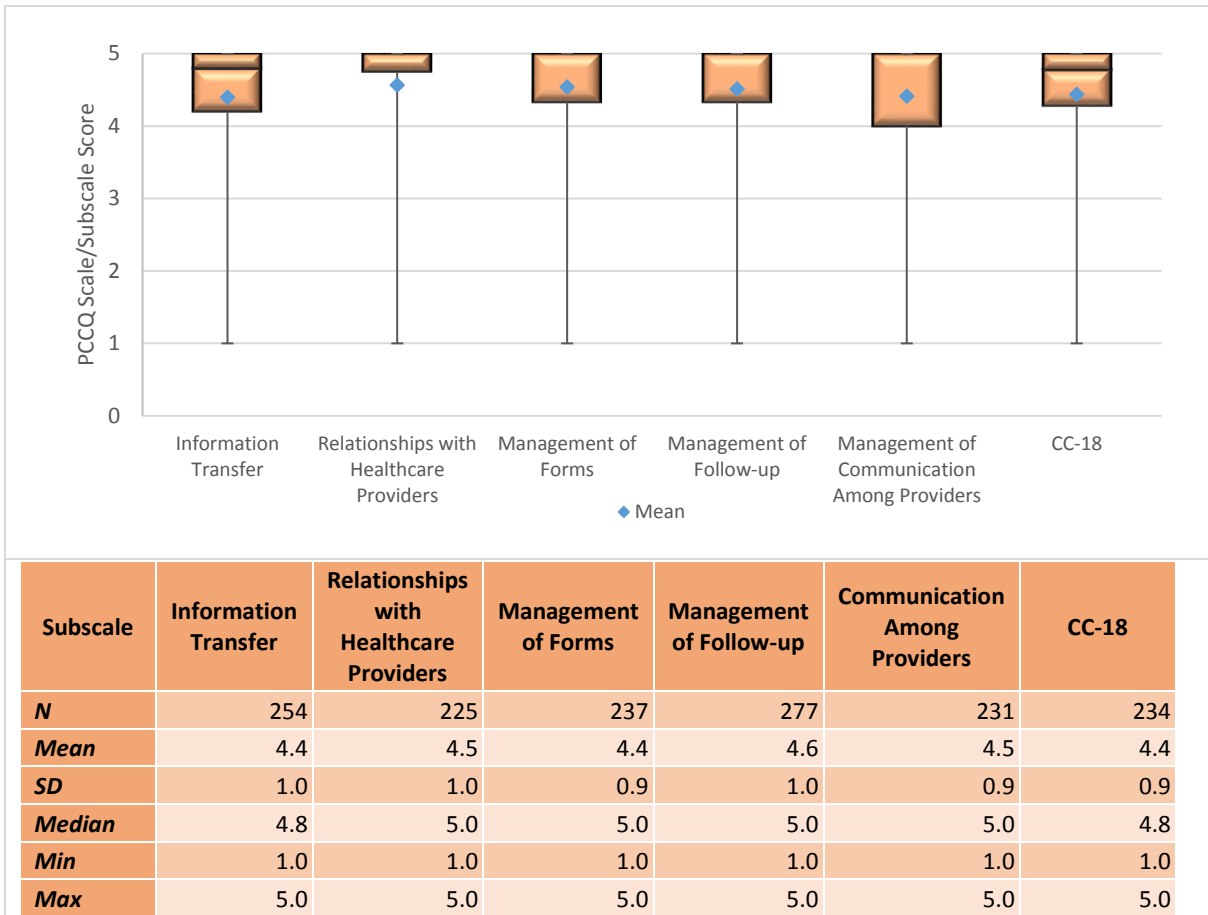 5
4
3
2
1
0
PCCQ Scale/Subscale Score
Information
Transfer
Relationships with
Healthcare
Providers
Management of
Forms
Management of
Follow-up
Management of
Communication
Among Providers
CC-18
Mean
Subscale
Information
Transfer
Relationships
with
Healthcare
Providers
Management
of Forms
Management
of Follow-up
Communication
Among
Providers
CC-18
N 254 225 237 277 231 234
Mean 4.4 4.5 4.4 4.6 4.5 4.4
SD 1.0 1.0 0.9 1.0 0.9 0.9
Median 4.8 5.0 5.0 5.0 5.0 4.8
Min 1.0 1.0 1.0 1.0 1.0 1.0
Max 5.0 5.0 5.0 5.0 5.0 5.0